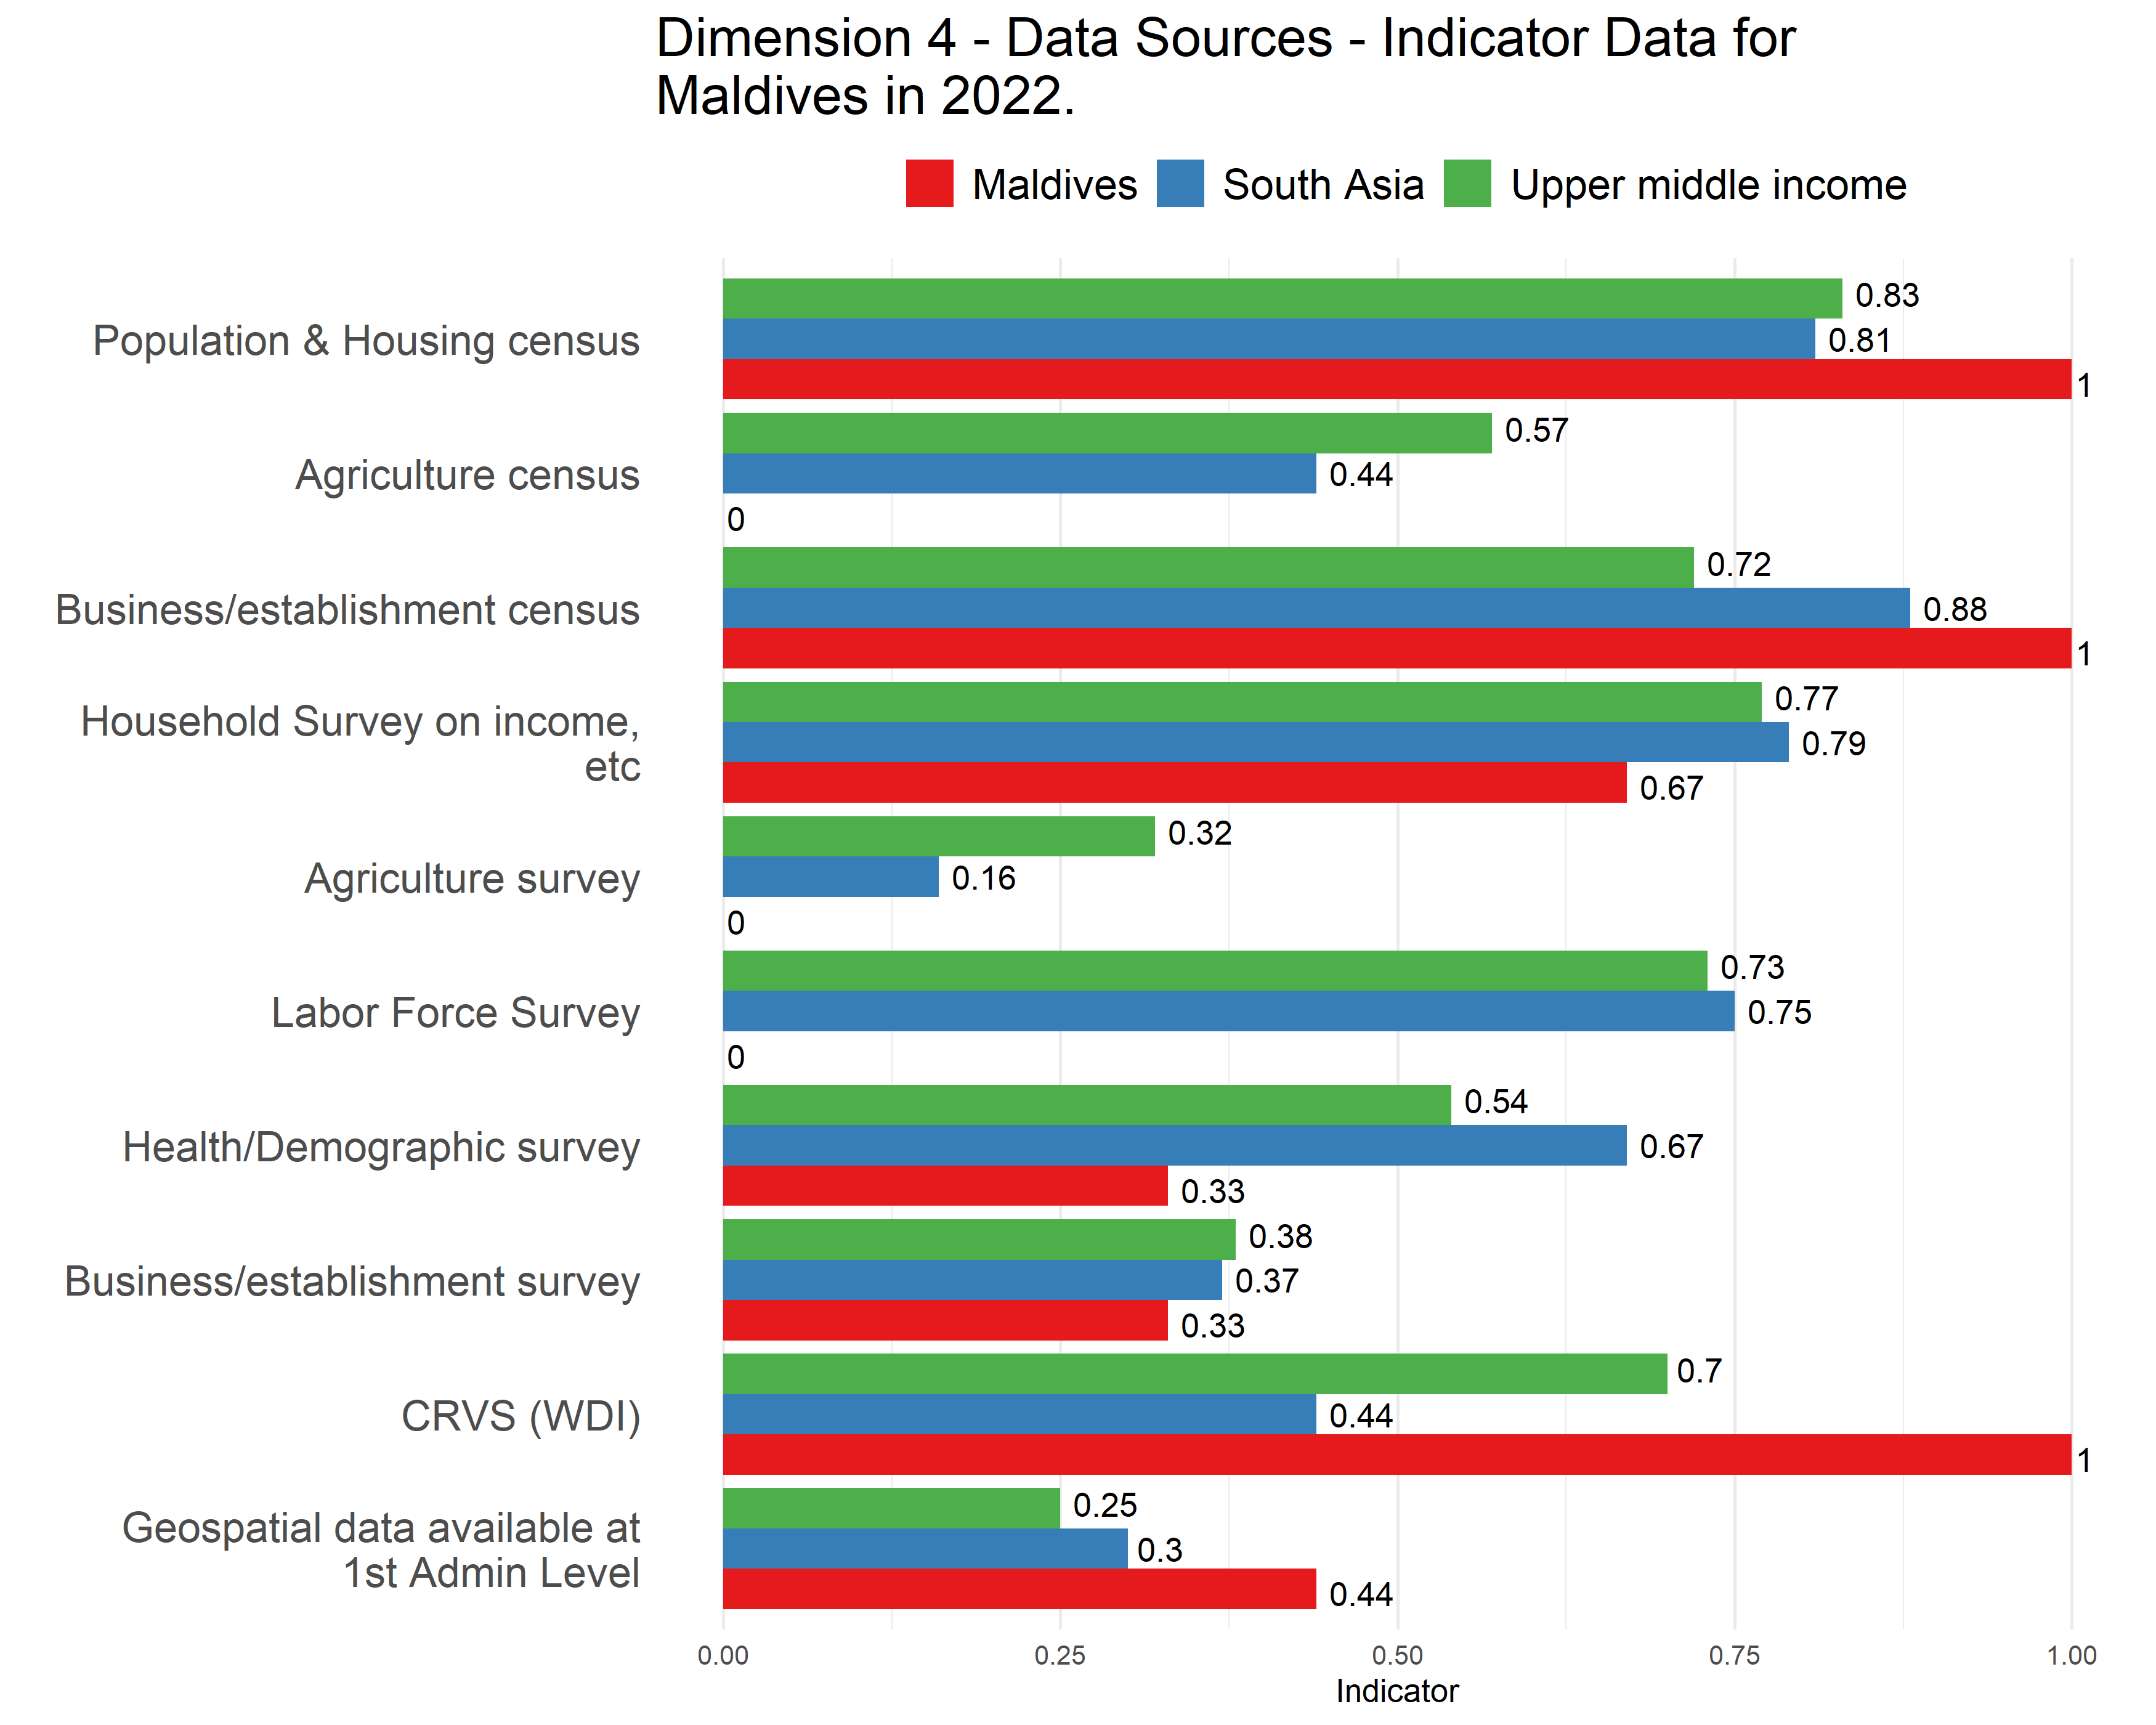 Dimension 4 - Data Sources - Indicator Data for
Maldives in 2022.
Maldives South Asia Upper middle income
Population & Housing census
0.83
0.81
1
Agriculture census
0.57
0.44
0
Business/establishment census
0.72
0.88
1
Household Survey on income,
etc
0.77
0.79
0.67
Agriculture survey
0.32
0.16
0
Labor Force Survey
0.73
0.75
0
Health/Demographic survey
0.54
0.67
0.33
Business/establishment survey
0.38
0.37
0.33
CRVS (WDI)
0.7
0.44
1
Geospatial data available at
1st Admin Level
0.25
0.3
0.44
0.00 0.25 0.50 0.75 1.00
Indicator